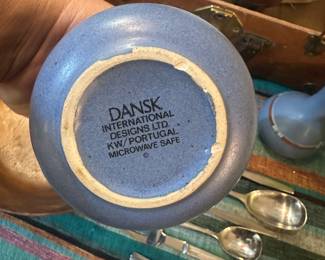 DANSK
INTERNATIONAL
DESIGNS LTD
KW/PORTUGAL
MICROWAVE SAFE
©